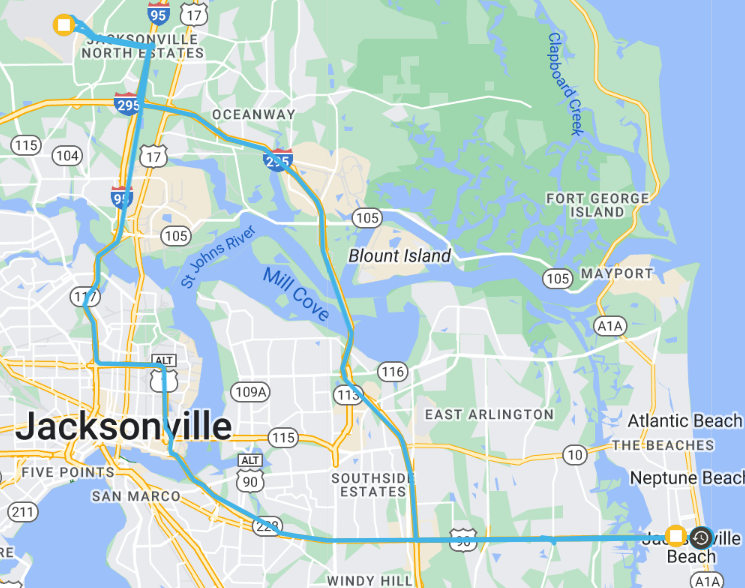 95
17
JACKSONVILLE
NORTH ESTATES
295
OCEANWAY
Clapboard Creek
115
104
17
295
95
FORT GEORGE
ISLAND
105
105
St Johns River
Blount Island
105
MAYPORT
Mill Cove
117
A1A
ALT
116
109A
113
EAST ARLINGTON
Atlantic Beach
Jacksonville
115
THE BEACHES
10
ALT
90
FIVE POINTS
SOUTHSIDE
ESTATES
Neptune Beach
SAN MARCO
211
228
90
Jacksonville
Beach
WINDY HILL
A1A